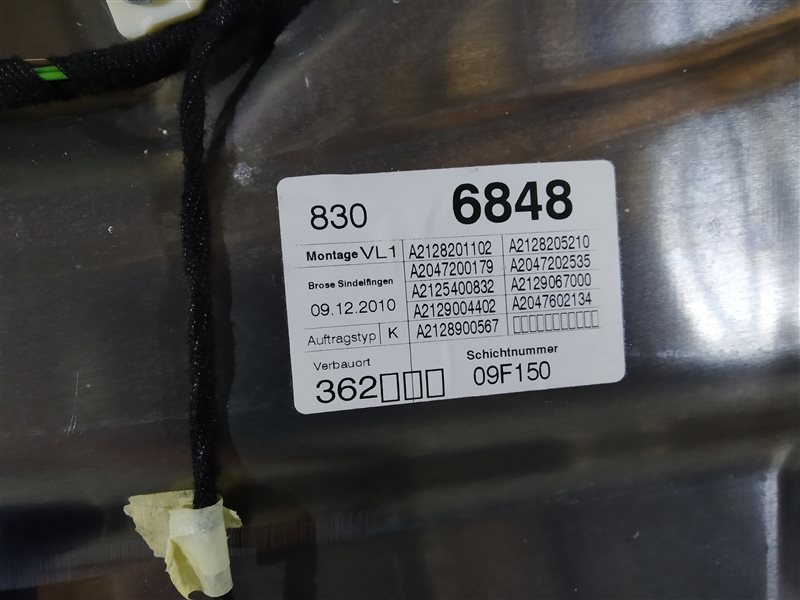 830 6848
Montage VL1 A2128201102 A2128205210
A2047200179 A2047202535
Brose Sindelfingen A2125400832 A2129067000
09.12.2010 A2129004402 A2047602134
Auftragstyp K A2128900567 ▯▯▯▯▯▯▯▯▯▯▯
Verbauort Schichtnummer
362▯▯▯ 09F150